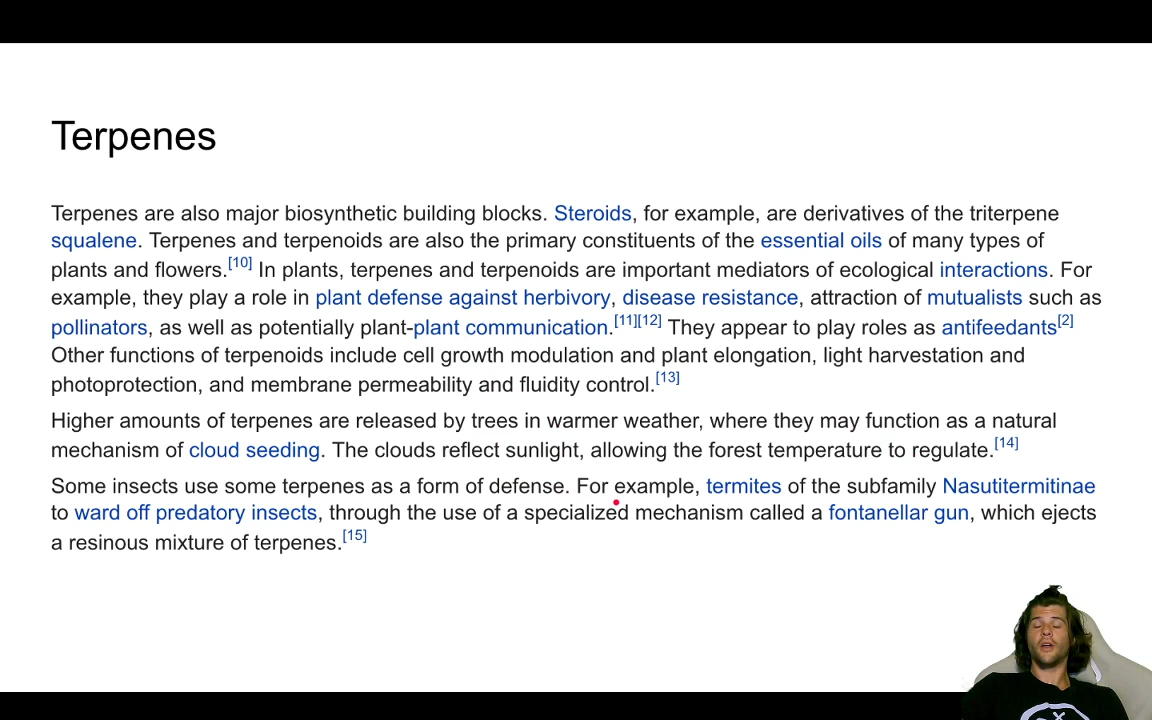 Terpenes
Terpenes are also major biosynthetic building blocks. Steroids, for example, are derivatives of the triterpene
squalene. Terpenes and terpenoids are also the primary constituents of the essential oils of many types of
plants and flowers.[10] In plants, terpenes and terpenoids are important mediators of ecological interactions. For
example, they play a role in plant defense against herbivory, disease resistance, attraction of mutualists such as
pollinators, as well as potentially plant-plant communication.[11][12] They appear to play roles as antifeedants[2]
Other functions of terpenoids include cell growth modulation and plant elongation, light harvestation and
photoprotection, and membrane permeability and fluidity control.[13]
Higher amounts of terpenes are released by trees in warmer weather, where they may function as a natural
mechanism of cloud seeding. The clouds reflect sunlight, allowing the forest temperature to regulate.[14]
Some insects use some terpenes as a form of defense. For example, termites of the subfamily Nasutitermitinae
to ward off predatory insects, through the use of a specialized mechanism called a fontanellar gun, which ejects
a resinous mixture of terpenes.[15]